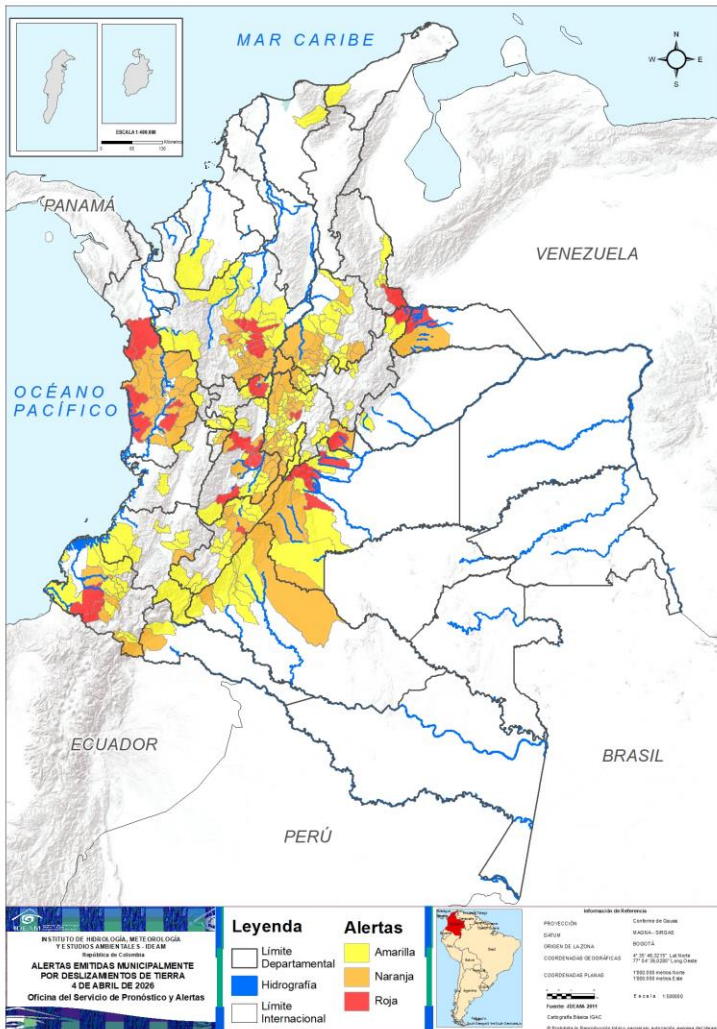 MAR CARIBE
N
W
E
S
ESCALA 1:400.000
PANAMÁ
VENEZUELA
OCÉANO
PACÍFICO
ECUADOR
BRASIL
PERÚ
IDEAM
INSTITUTO DE HIDROLOGÍA, METEOROLOGÍA
Y ESTUDIOS AMBIENTALES - IDEAM
República de Colombia
ALERTAS EMITIDAS MUNICIPALMENTE
POR DESLIZAMIENTOS DE TIERRA
4 DE ABRIL DE 2026
Oficina del Servicio de Pronóstico y Alertas
Leyenda
Límite
Departamental
Hidrografía
Límite
Internacional
Alertas
Amarilla
Naranja
Roja
Información de Referencia
PROYECCIÓN
Conforme de Gauss
MAGNA - SIRGAS
ORIGEN DE LA ZONA
BOGOTÁ
COORDENADAS GEOGRÁFICAS
COORDENADAS PLANAS
Escala
Fuente: IDEAM 2011
Cartografía Básica IGAC